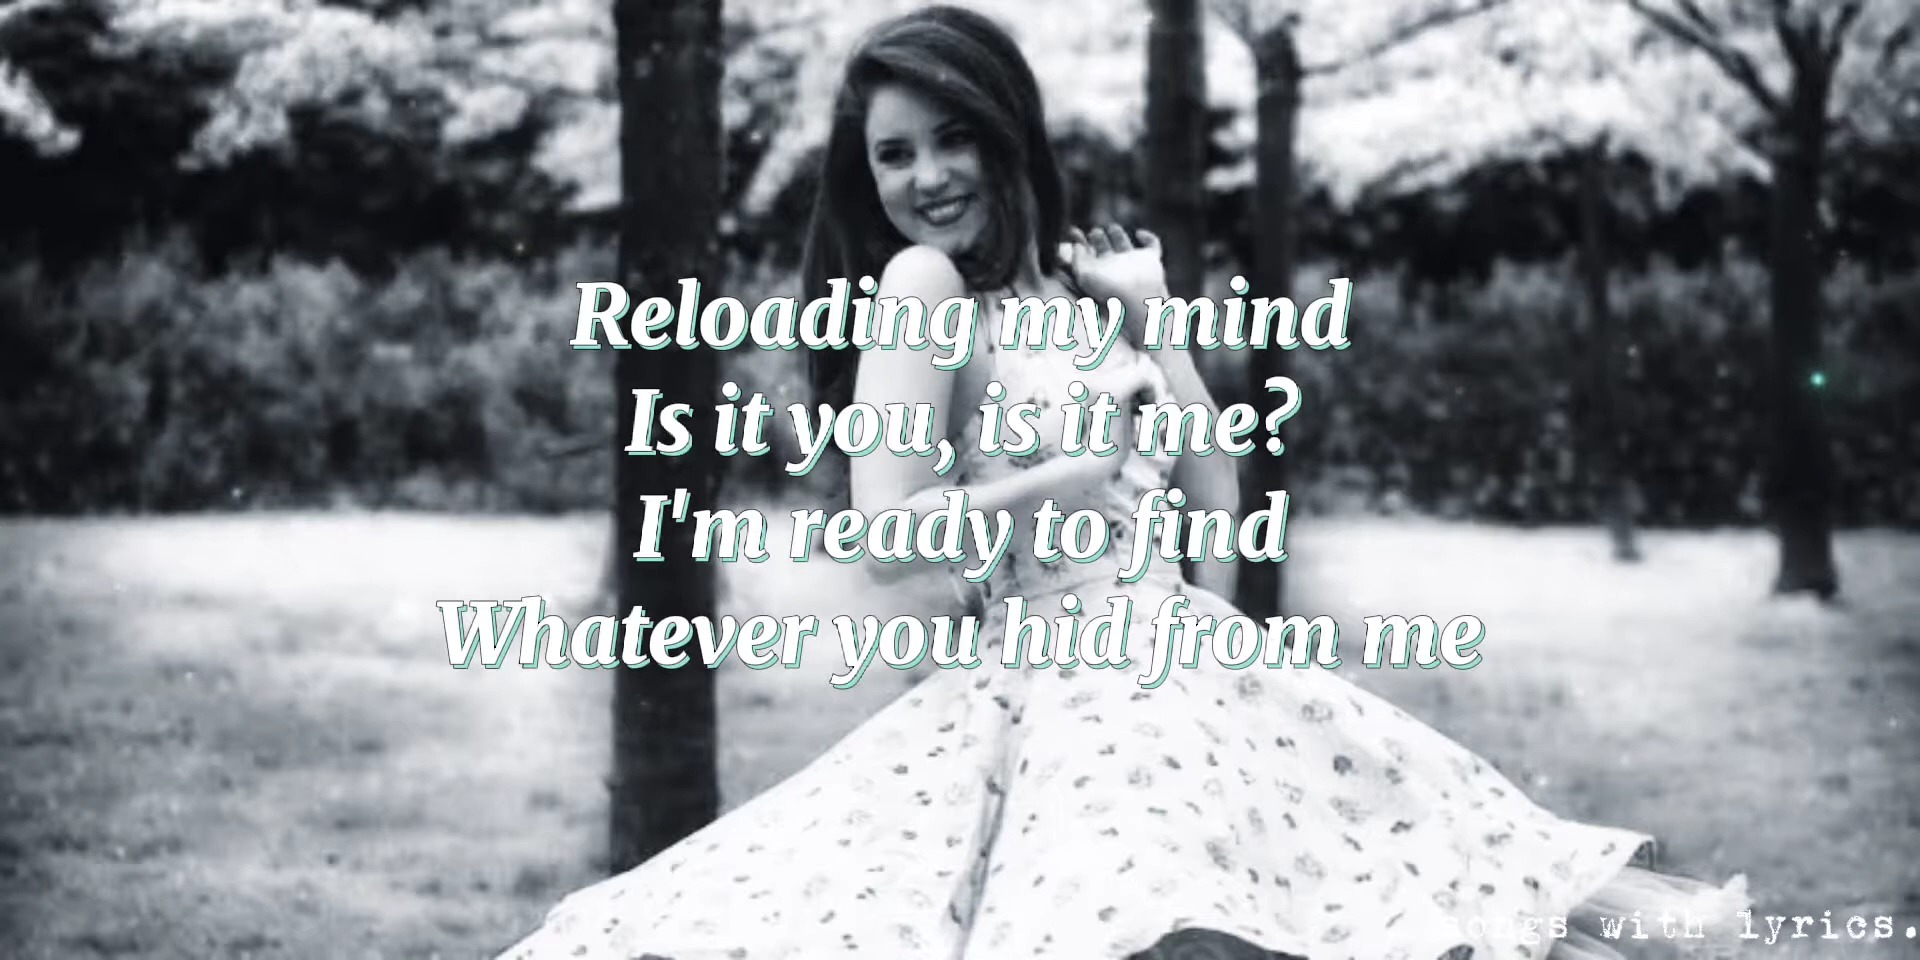 Reloading my mind
Is it you, is it me?
I'm ready to find
Whatever you hid from me
songs with lyrics.